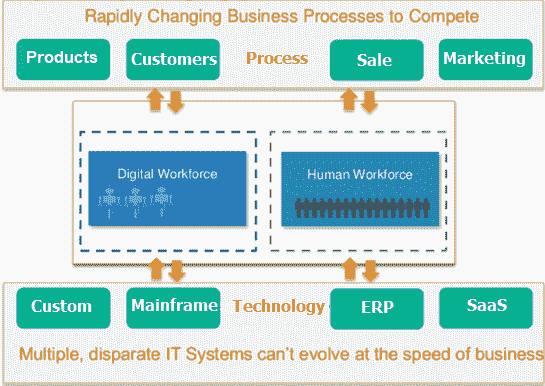 Rapidly Changing Business Processes to Compete
Products Customers Process Sale Marketing
Digital Workforce Human Workforce
Custom Mainframe Technology ERP SaaS
Multiple, disparate IT Systems can't evolve at the speed of business